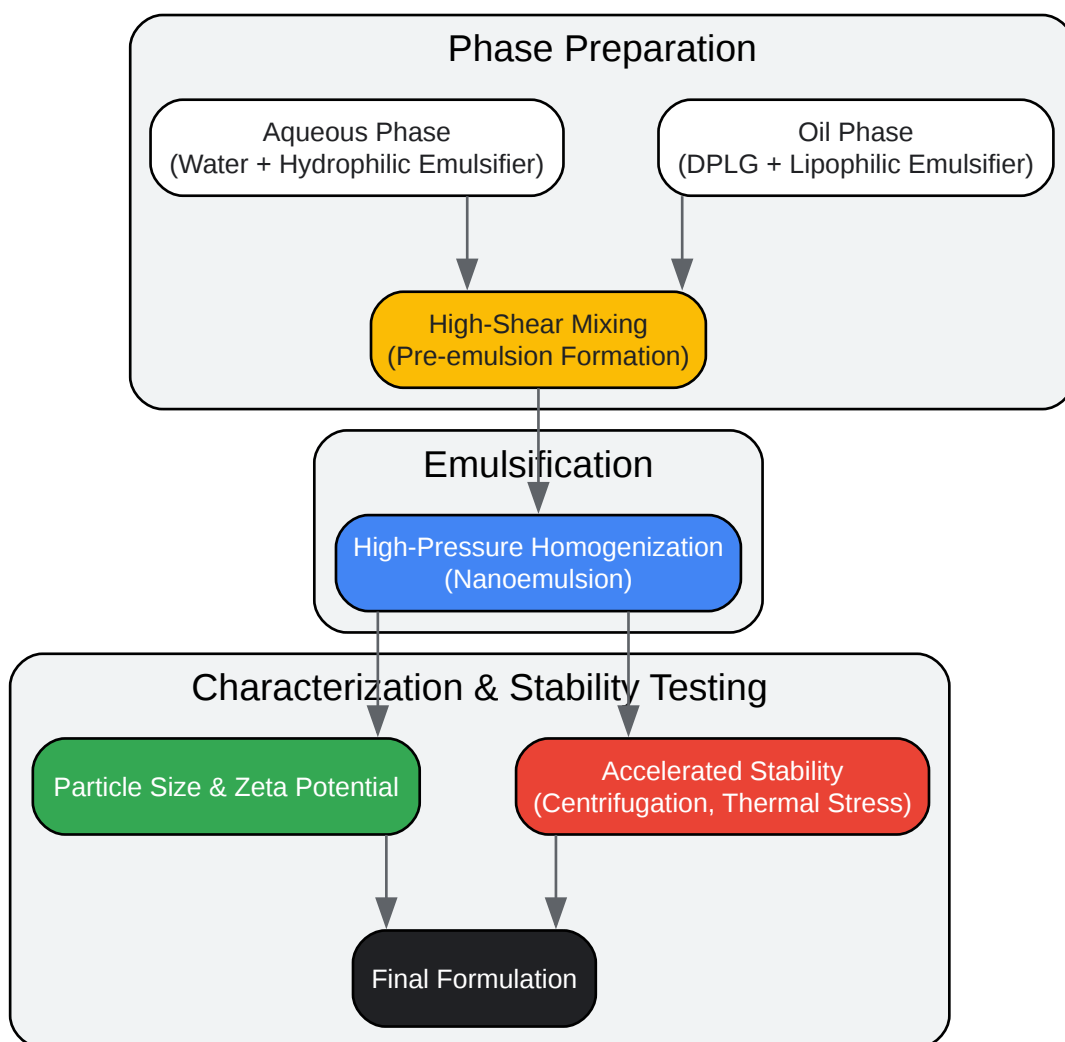 Phase Preparation
Aqueous Phase
(Water + Hydrophilic Emulsifier)
Oil Phase
(DPLG + Lipophilic Emulsifier)
High-Shear Mixing
(Pre-emulsion Formation)
Emulsification
High-Pressure Homogenization
(Nanoemulsion)
Characterization & Stability Testing
Particle Size & Zeta Potential
Accelerated Stability
(Centrifugation, Thermal Stress)
Final Formulation